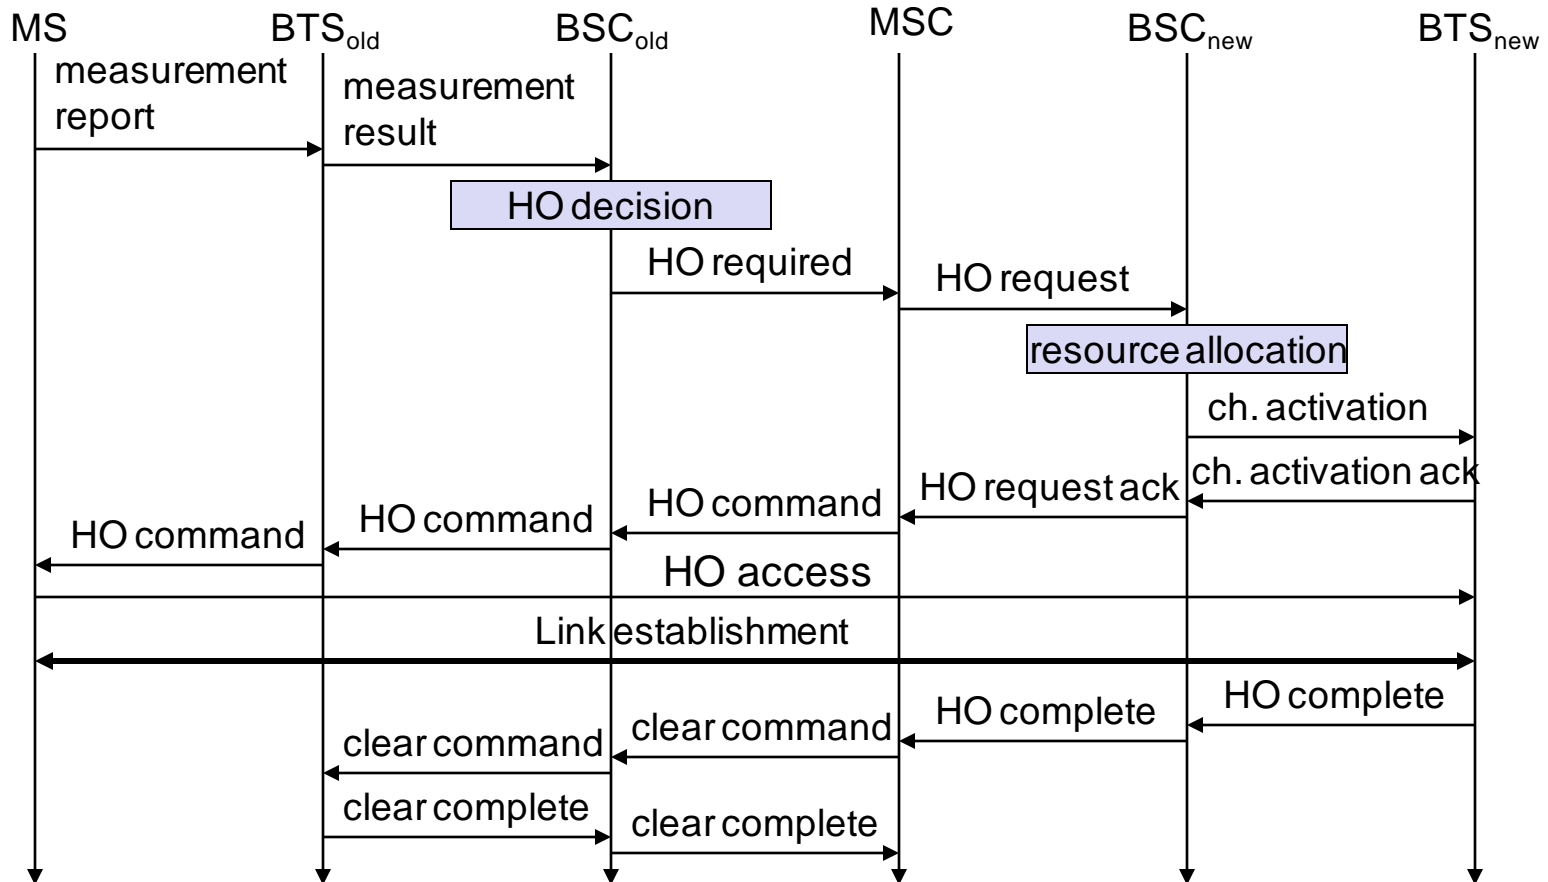 MS
BTSold
BSCold
MSC
BSCnew
BTSnew
measurement
report
measurement
result
HO decision
HO required
HO request
resource allocation
ch. activation
ch. activation ack
HO request ack
HO command
HO command
HO command
HO access
Link establishment
HO complete
HO complete
clear command
clear command
clear complete
clear complete